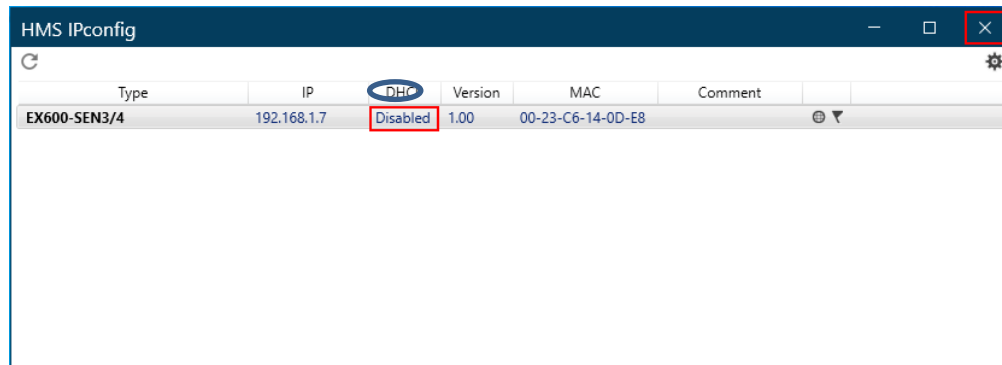 HMS IPconfig
Type IP DHC Version MAC Comment
EX600-SEN3/4 192.168.1.7 Disabled 1.00 00-23-C6-14-0D-E8